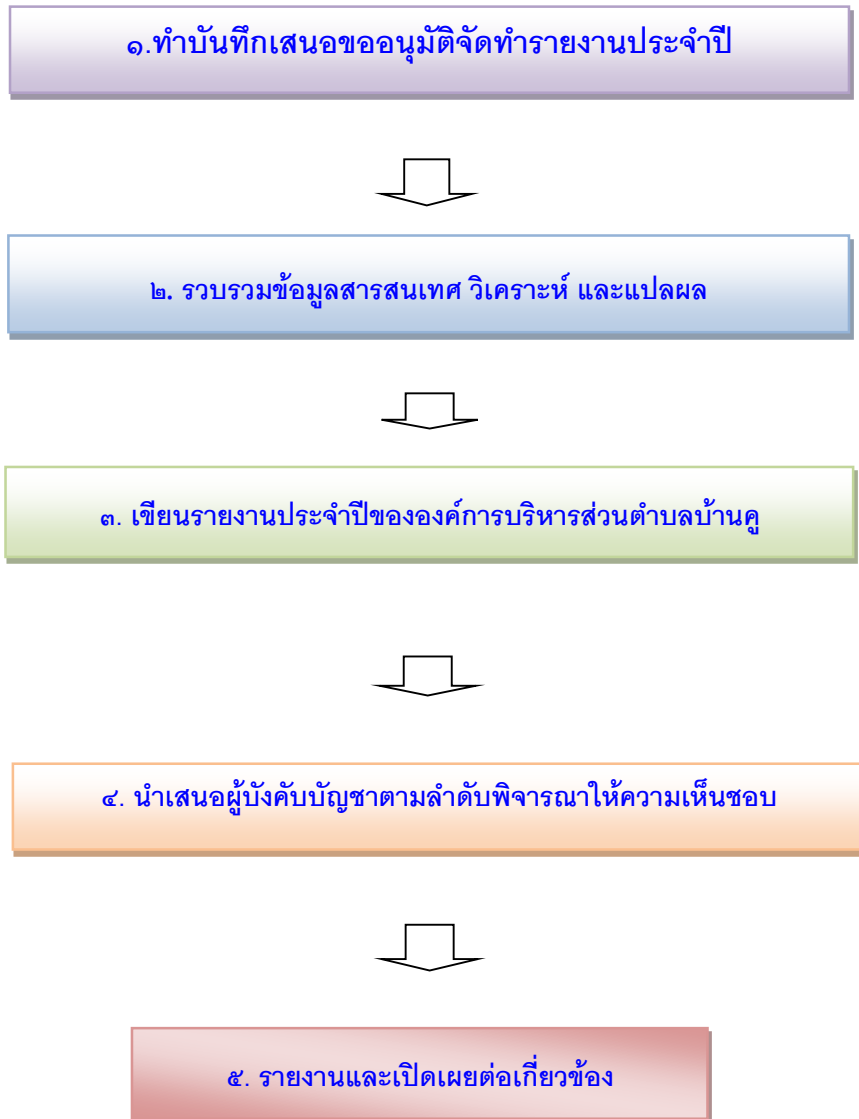 ๑.ทำบันทึกเสนอขออนุมัติจัดทำรายงานประจำปี
๒. รวบรวมข้อมูลสารสนเทศ วิเคราะห์ และแปลผล
๓. เขียนรายงานประจำปีขององค์การบริหารส่วนตำบลบ้านคู
๔. นำเสนอผู้บังคับบัญชาตามลำดับพิจารณาให้ความเห็นชอบ
๕. รายงานและเปิดเผยต่อเกี่ยวข้อง